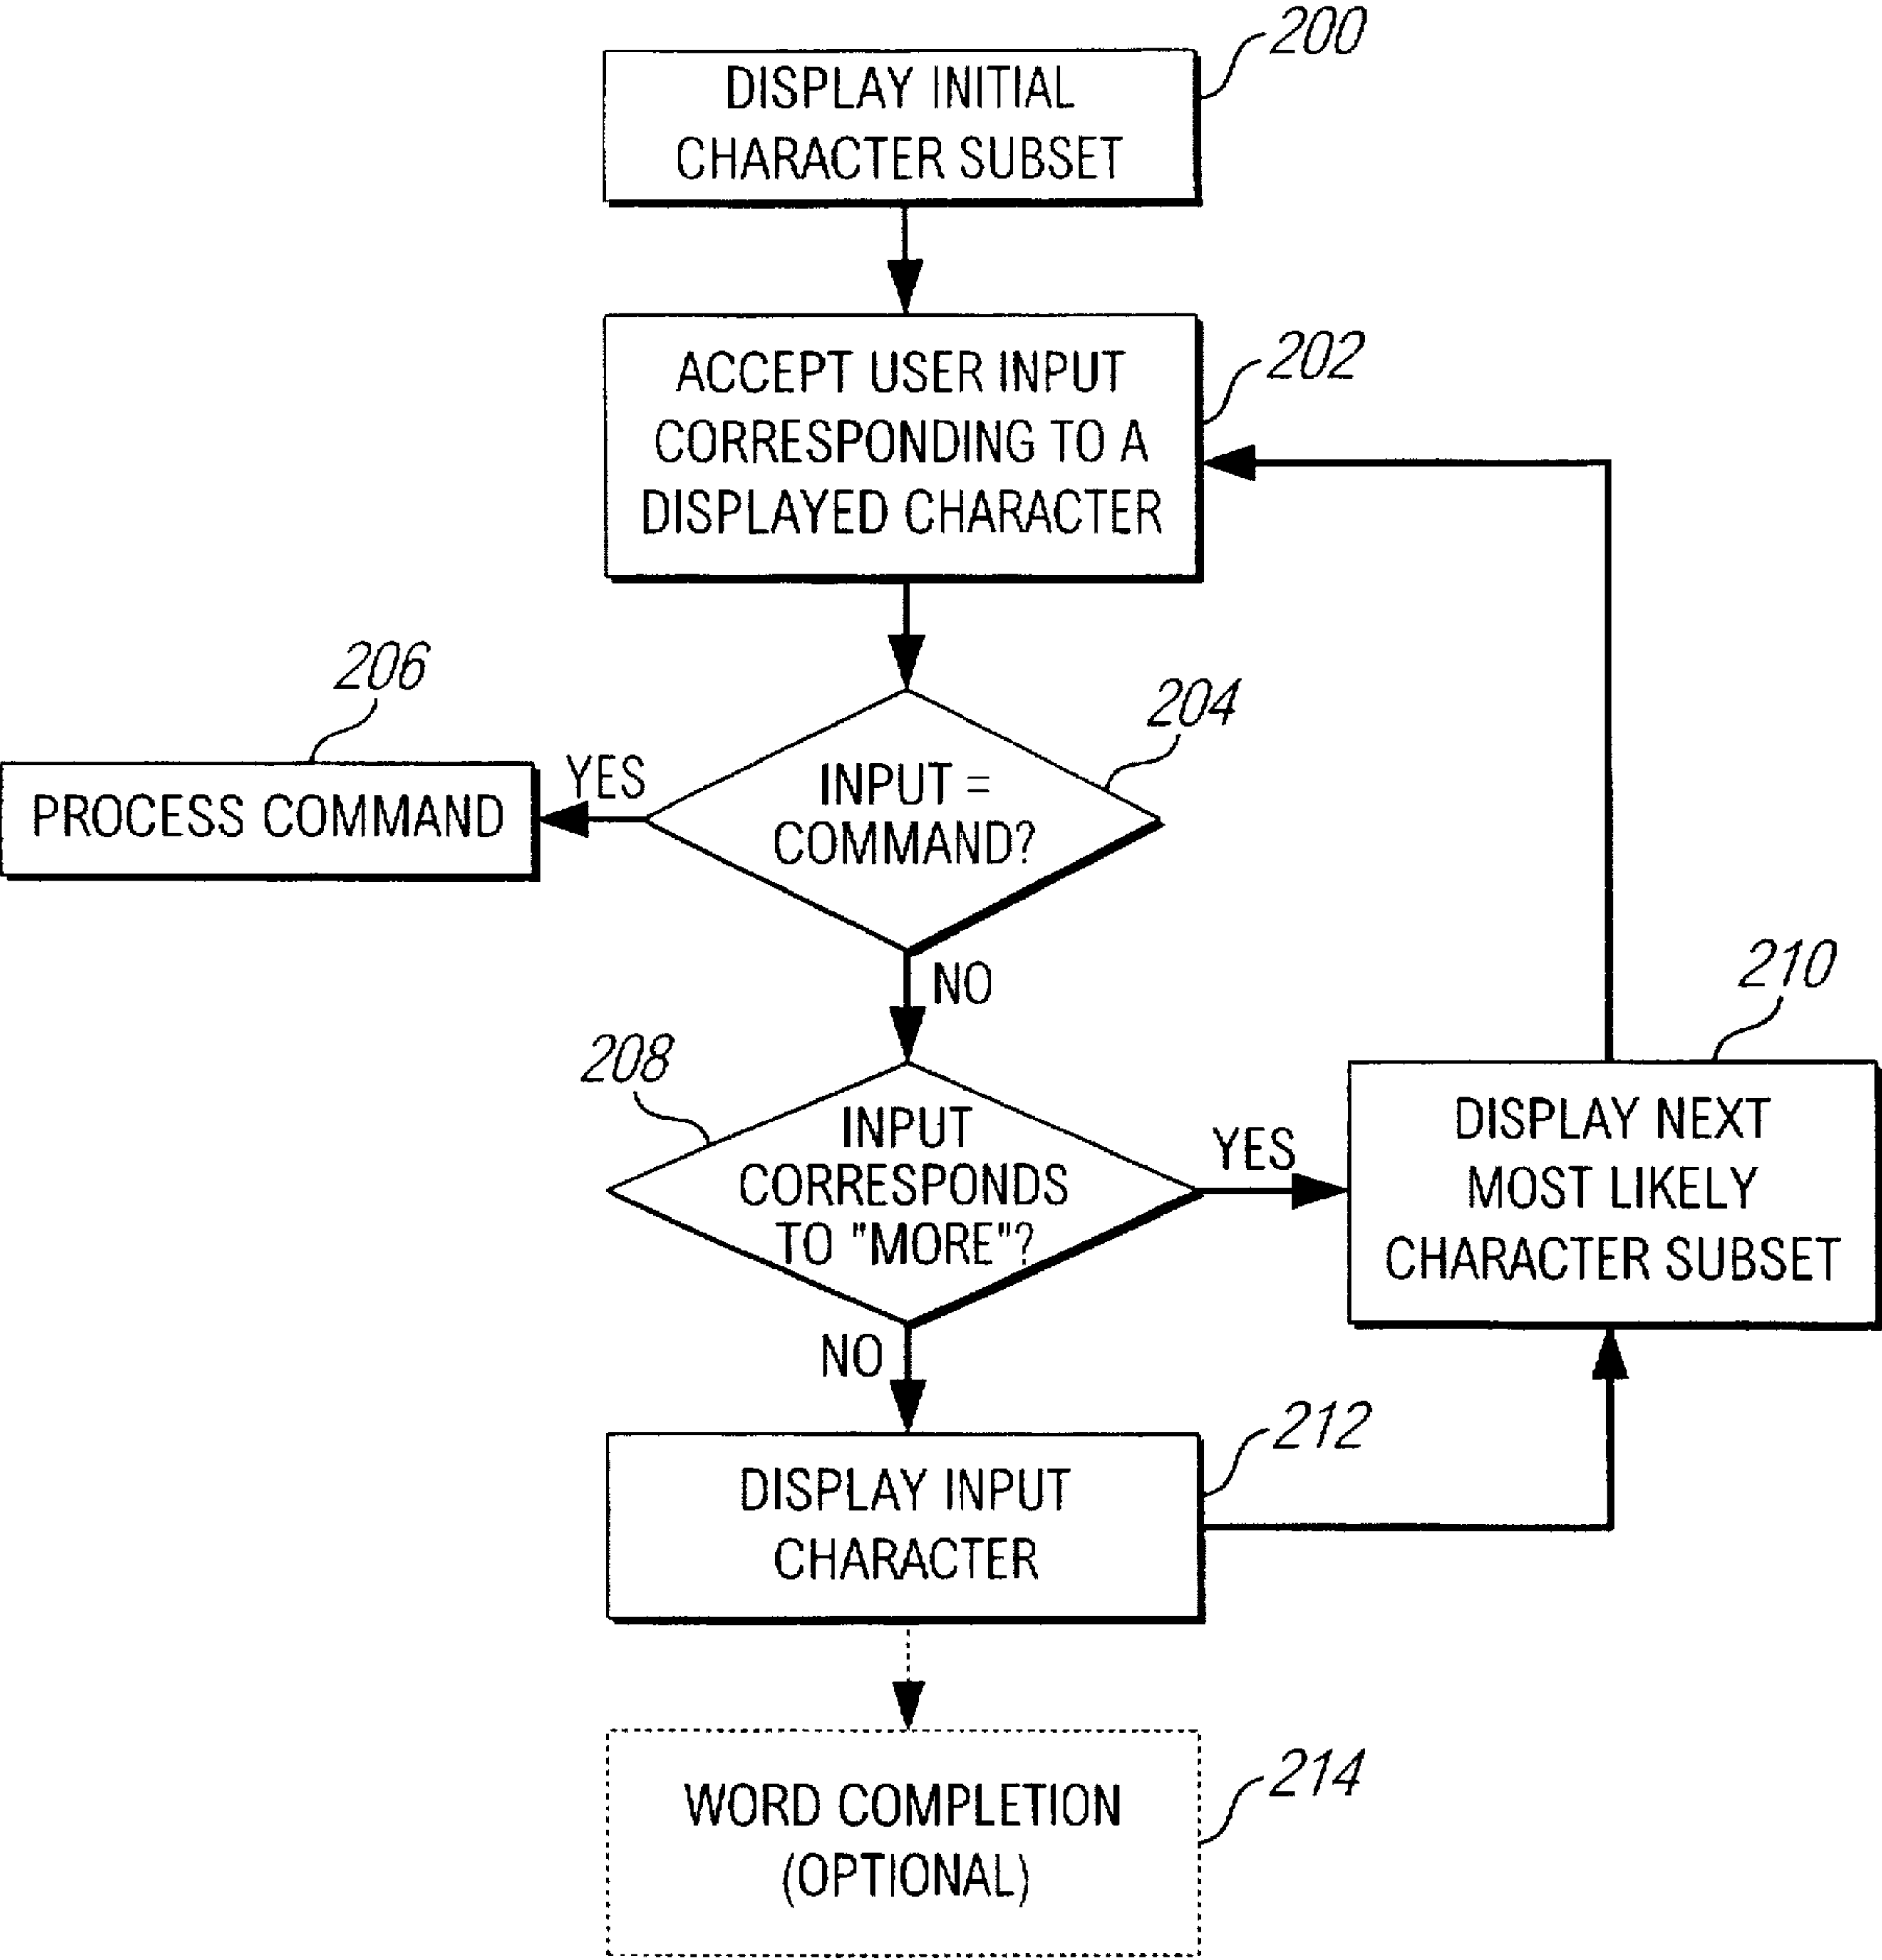 200
DISPLAY INITIAL
CHARACTER SUBSET
202
ACCEPT USER INPUT
CORRESPONDING TO A
DISPLAYED CHARACTER
204
INPUT =
COMMAND?
YES
206
PROCESS COMMAND
NO
208
INPUT
CORRESPONDS
TO "MORE"?
YES
210
DISPLAY NEXT
MOST LIKELY
CHARACTER SUBSET
NO
212
DISPLAY INPUT
CHARACTER
214
WORD COMPLETION
(OPTIONAL)